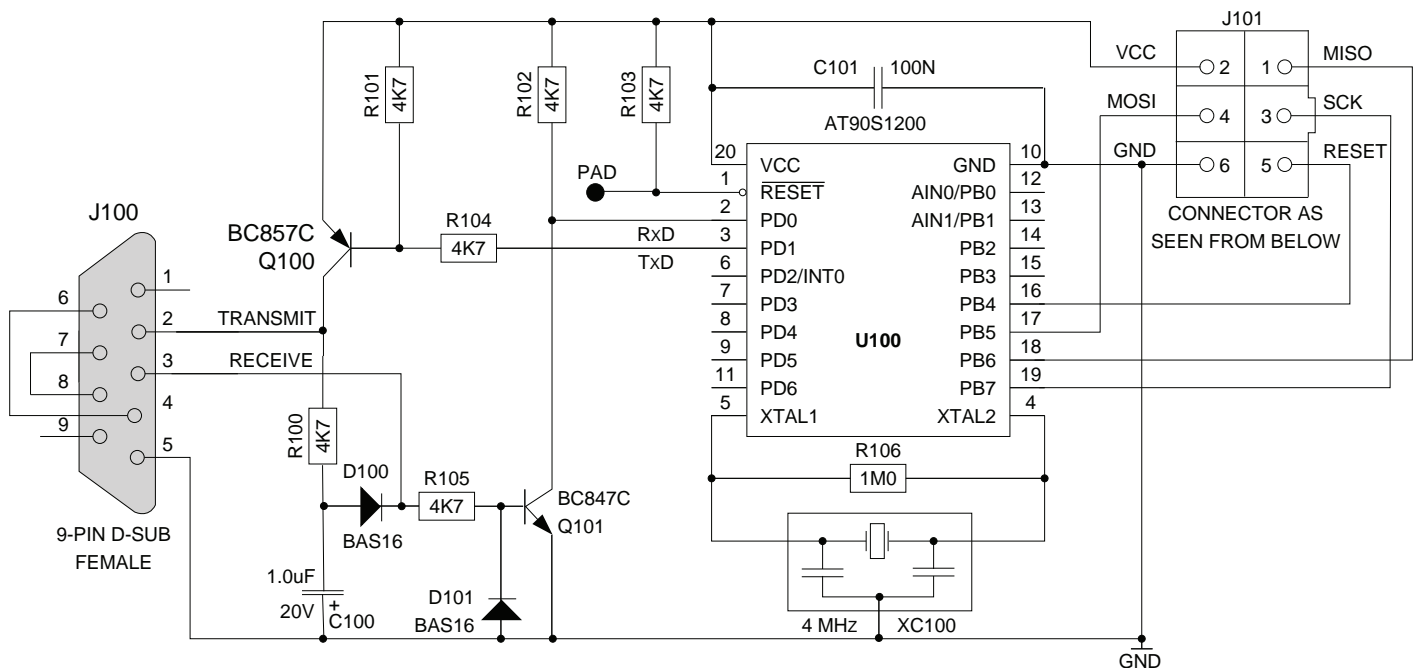 J101
VCC
2
1
MISO
MOSI
4
3
SCK
GND
6
5
RESET
CONNECTOR AS
SEEN FROM BELOW
R101
4K7
R102
4K7
R103
4K7
C101
100N
AT90S1200
20
VCC
GND
10
PAD
1
RESET
AIN0/PB0
12
2
PD0
AIN1/PB1
13
RxD
3
PD1
PB2
14
TxD
6
PD2/INT0
PB3
15
7
PD3
PB4
16
8
PD4
PB5
17
U100
9
PD5
PB6
18
11
PD6
PB7
19
5
XTAL1
XTAL2
4
J100
BC857C
Q100
R104
4K7
1
6
2
TRANSMIT
7
3
RECEIVE
8
4
9
5
9-PIN D-SUB
FEMALE
R100
4K7
D100
BAS16
R105
4K7
BC847C
Q101
R106
1M0
1.0uF
20V
+
C100
D101
BAS16
4 MHz
XC100
GND